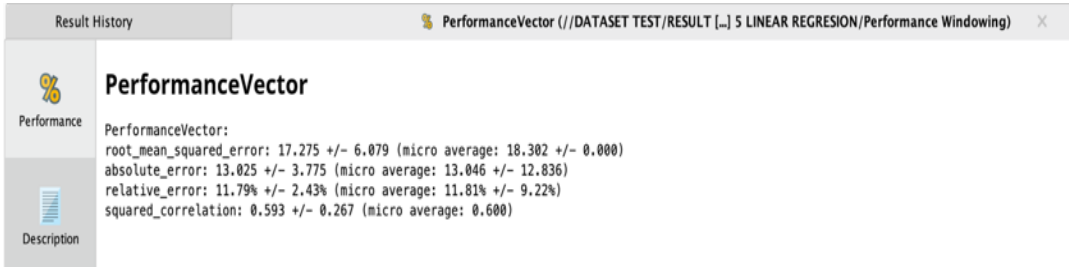 Result History
% PerformanceVector (//DATASET TEST/RESULT [...] 5 LINEAR REGRESION/Performance Windowing) ×
%
Performance
PerformanceVector
PerformanceVector:
root_mean_squared_error: 17.275 +/- 6.079 (micro average: 18.302 +/- 0.000)
absolute_error: 13.025 +/- 3.775 (micro average: 13.046 +/- 12.836)
relative_error: 11.79% +/- 2.43% (micro average: 11.81% +/- 9.22%)
squared_correlation: 0.593 +/- 0.267 (micro average: 0.600)
Description